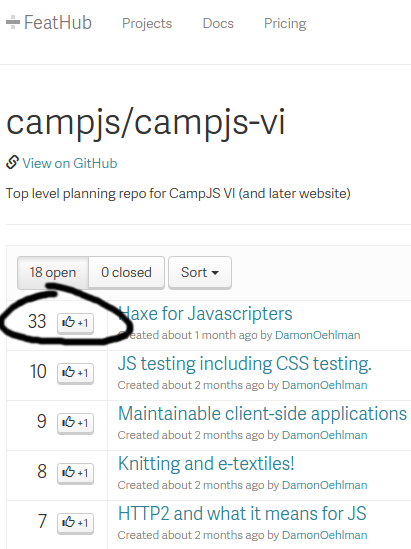 FeatHub Projects Docs Pricing
campjs/campjs-vi
View on GitHub
Top level planning repo for CampJS VI (and later website)
18 open 0 closed Sort
33 +1 Haxe for Javascripters
Created about 1 month ago by DamonOehlman
10 +1 JS testing including CSS testing.
Created about 2 months ago by DamonOehlman
9 +1 Maintainable client-side applications
Created about 2 months ago by DamonOehlman
8 +1 Knitting and e-textiles!
Created about 2 months ago by DamonOehlman
7 +1 HTTP2 and what it means for JS
Created about 2 months ago by DamonOehlman